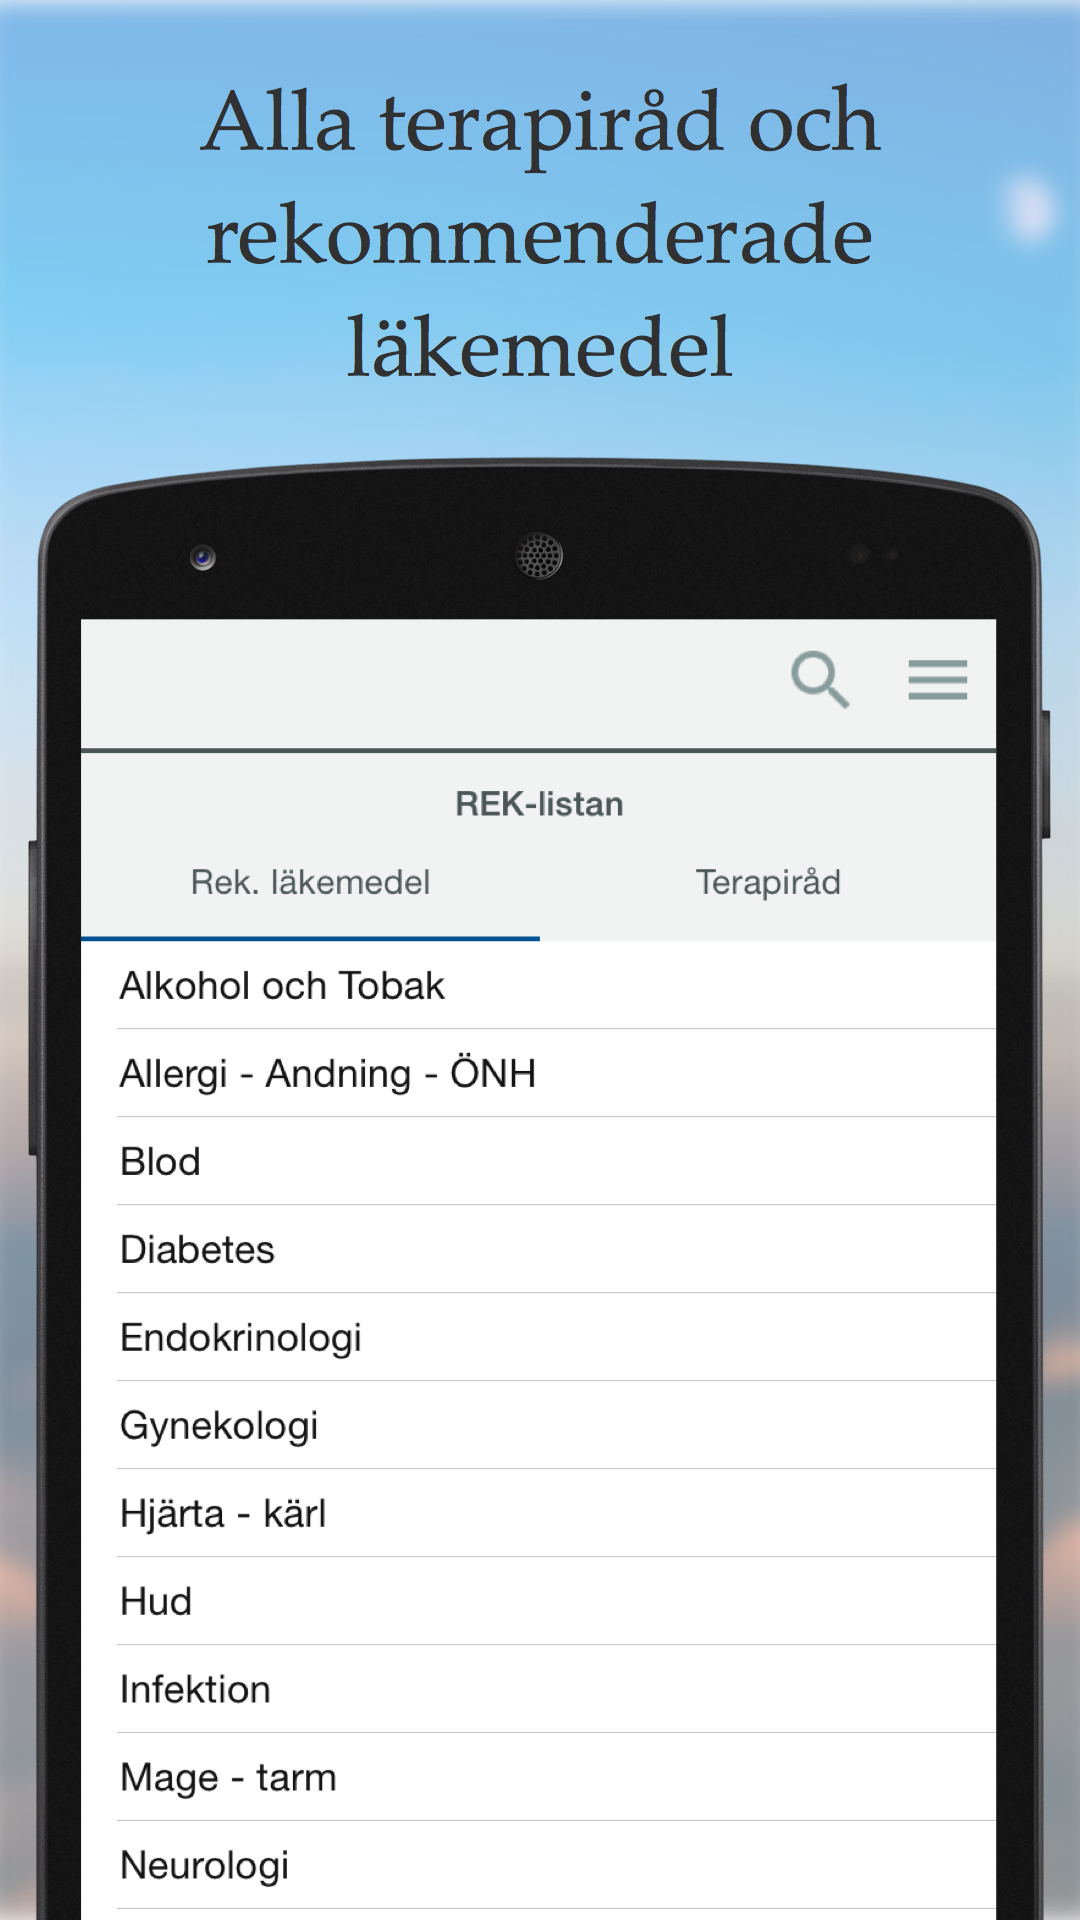 Alla terapiråd och
rekommenderade
läkemedel
REK-listan
Rek. läkemedel
Terapiråd
Alkohol och Tobak
Allergi - Andning - ÖNH
Blod
Diabetes
Endokrinologi
Gynekologi
Hjärta - kärl
Hud
Infektion
Mage - tarm
Neurologi